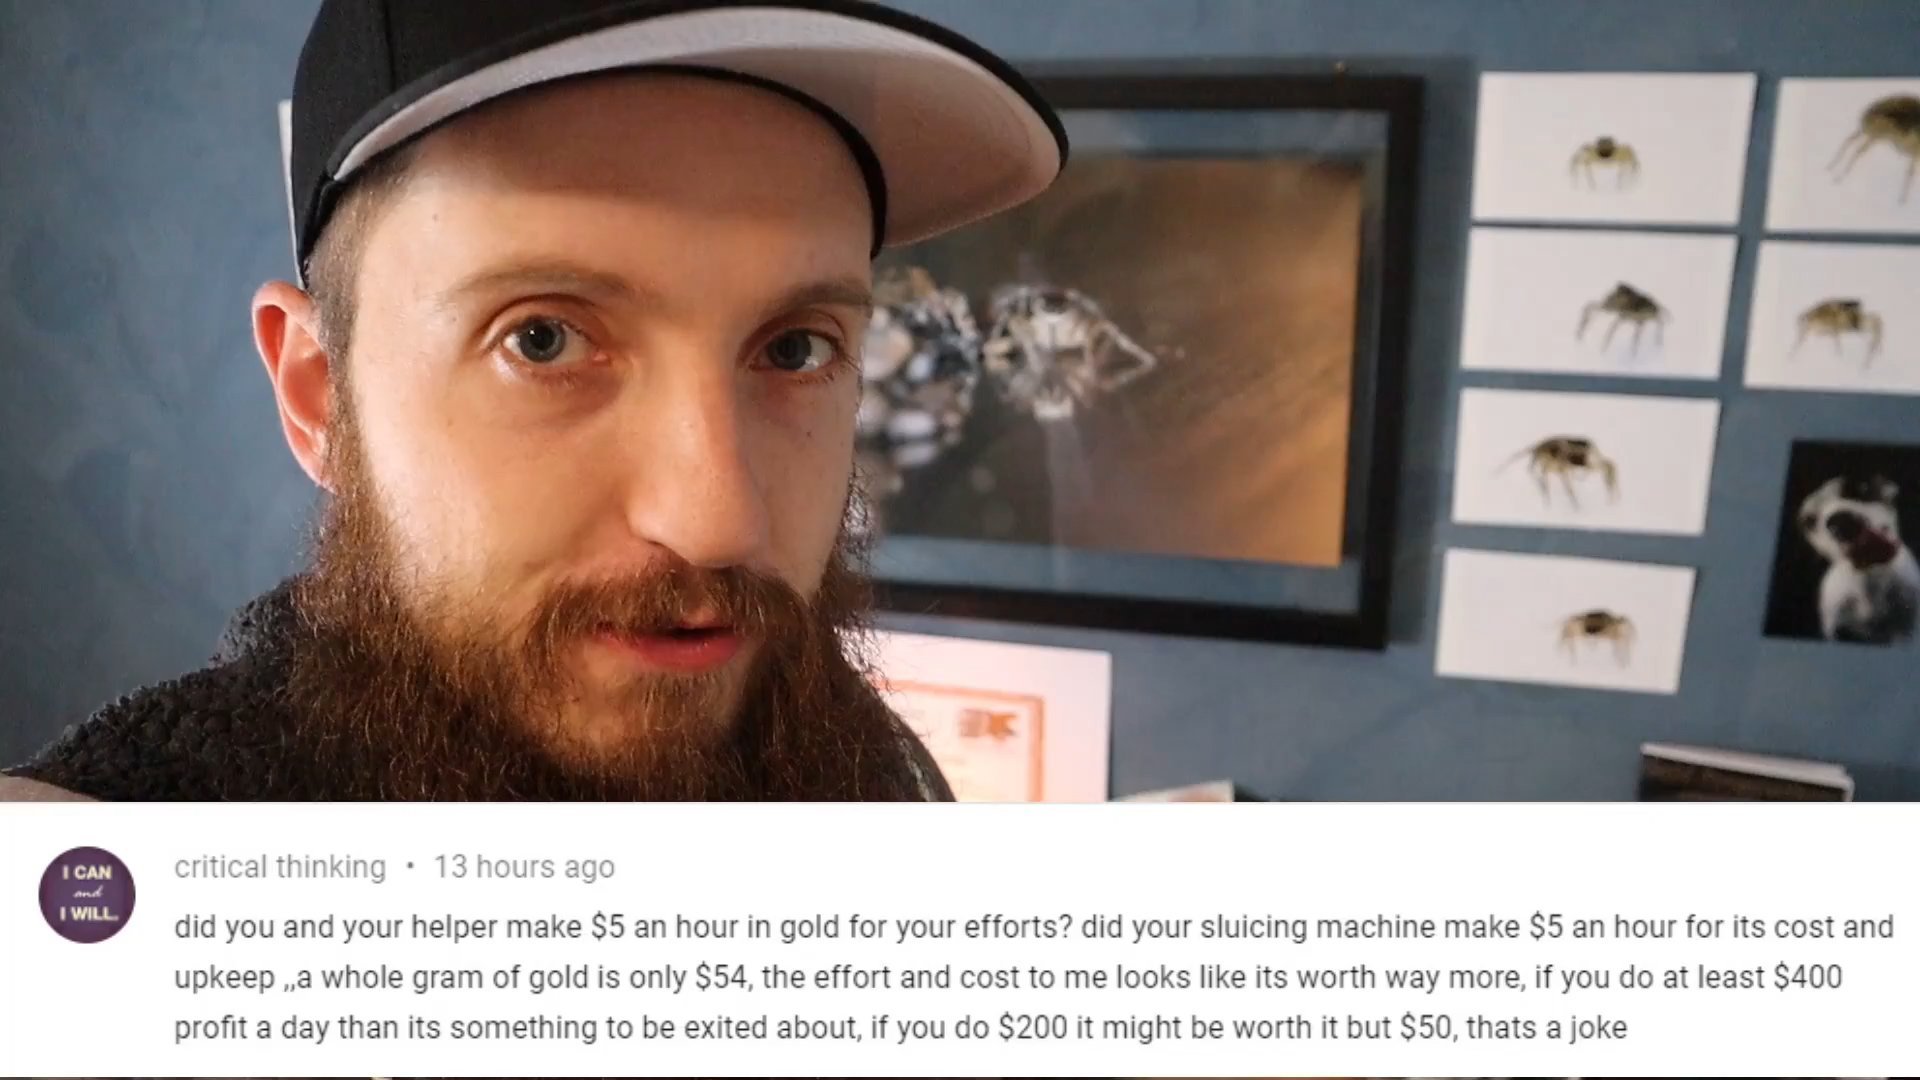 I CAN
and
I WILL.
critical thinking • 13 hours ago
did you and your helper make $5 an hour in gold for your efforts? did your sluicing machine make $5 an hour for its cost and
upkeep ,,a whole gram of gold is only $54, the effort and cost to me looks like its worth way more, if you do at least $400
profit a day than its something to be exited about, if you do $200 it might be worth it but $50, thats a joke